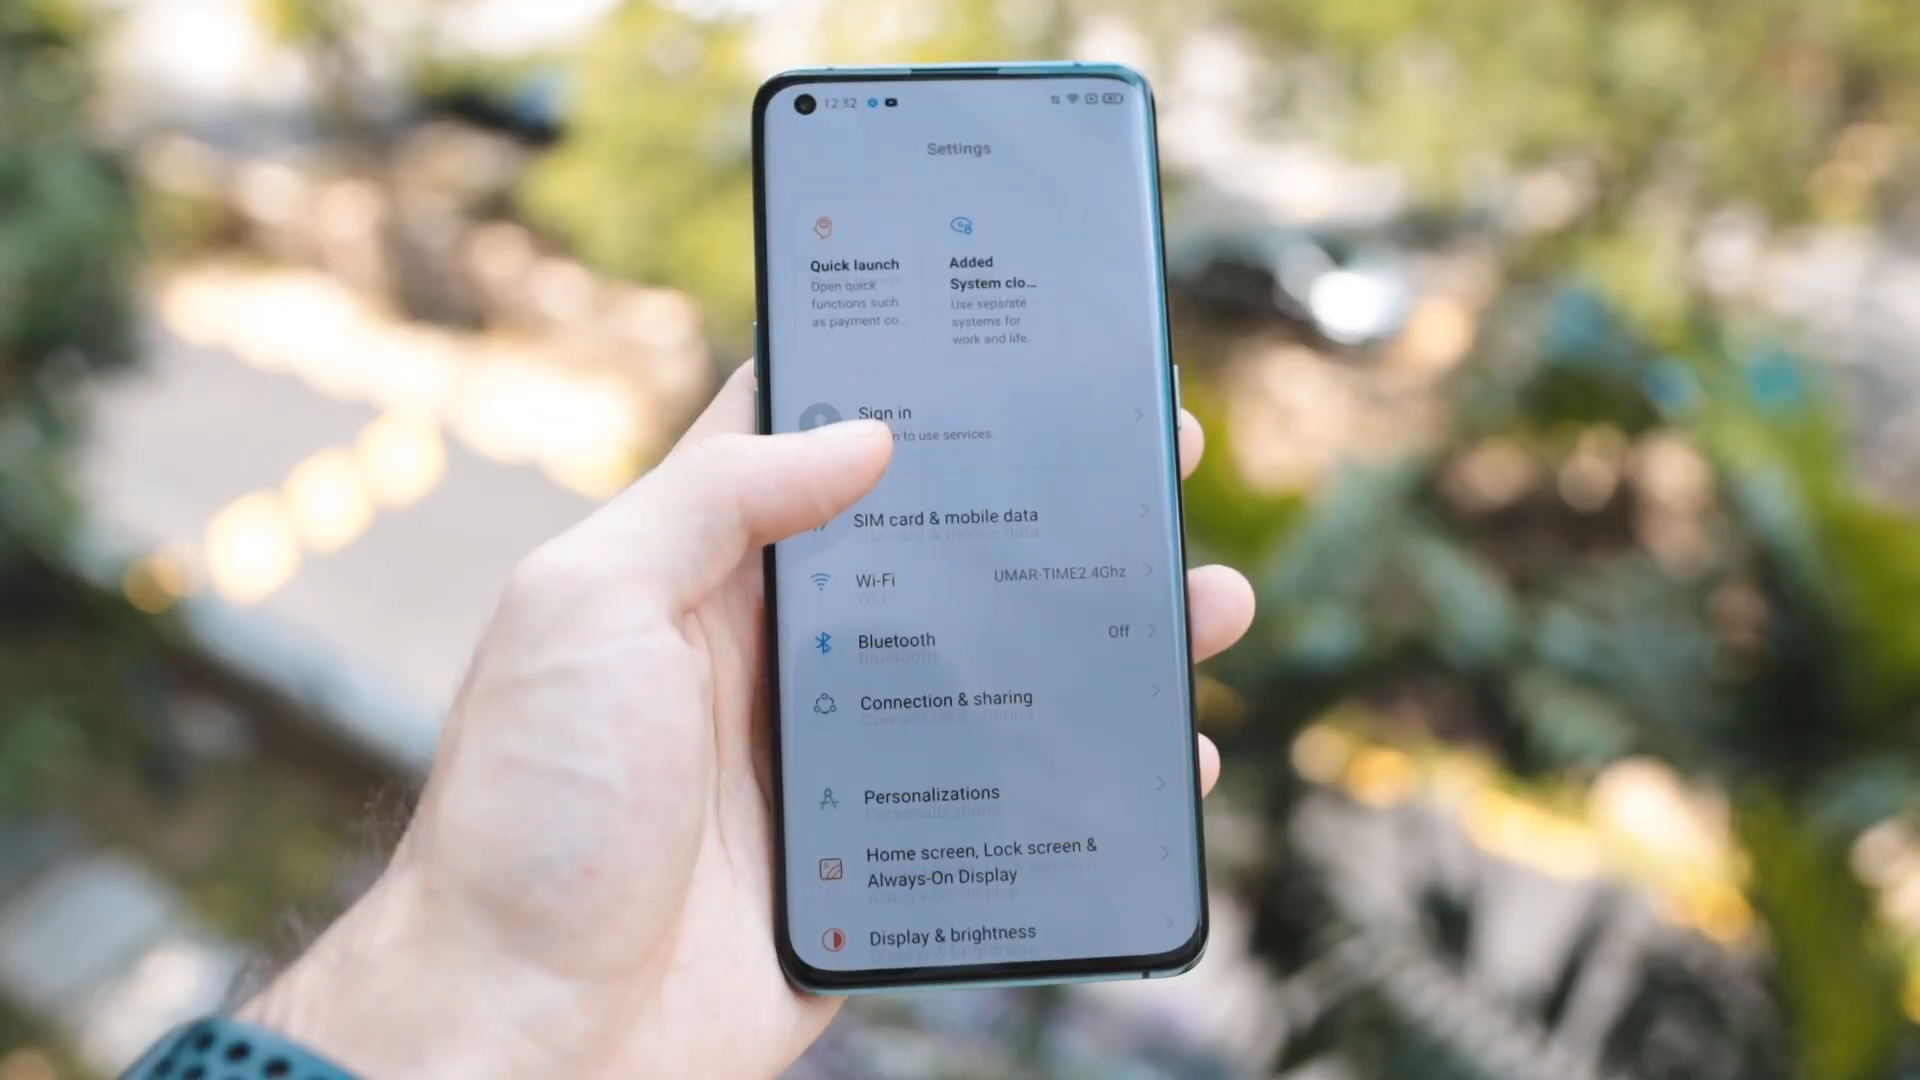 12:32
Settings
Quick launch
Open quick
functions such
as payment co...
Added
System clo...
Use separate
systems for
work and life.
Sign in
to use services.
SIM card & mobile data
Wi-Fi UMAR-TIME2.4Ghz
Bluetooth Off
Connection & sharing
Personalizations
Home screen, Lock screen &
Always-On Display
Display & brightness